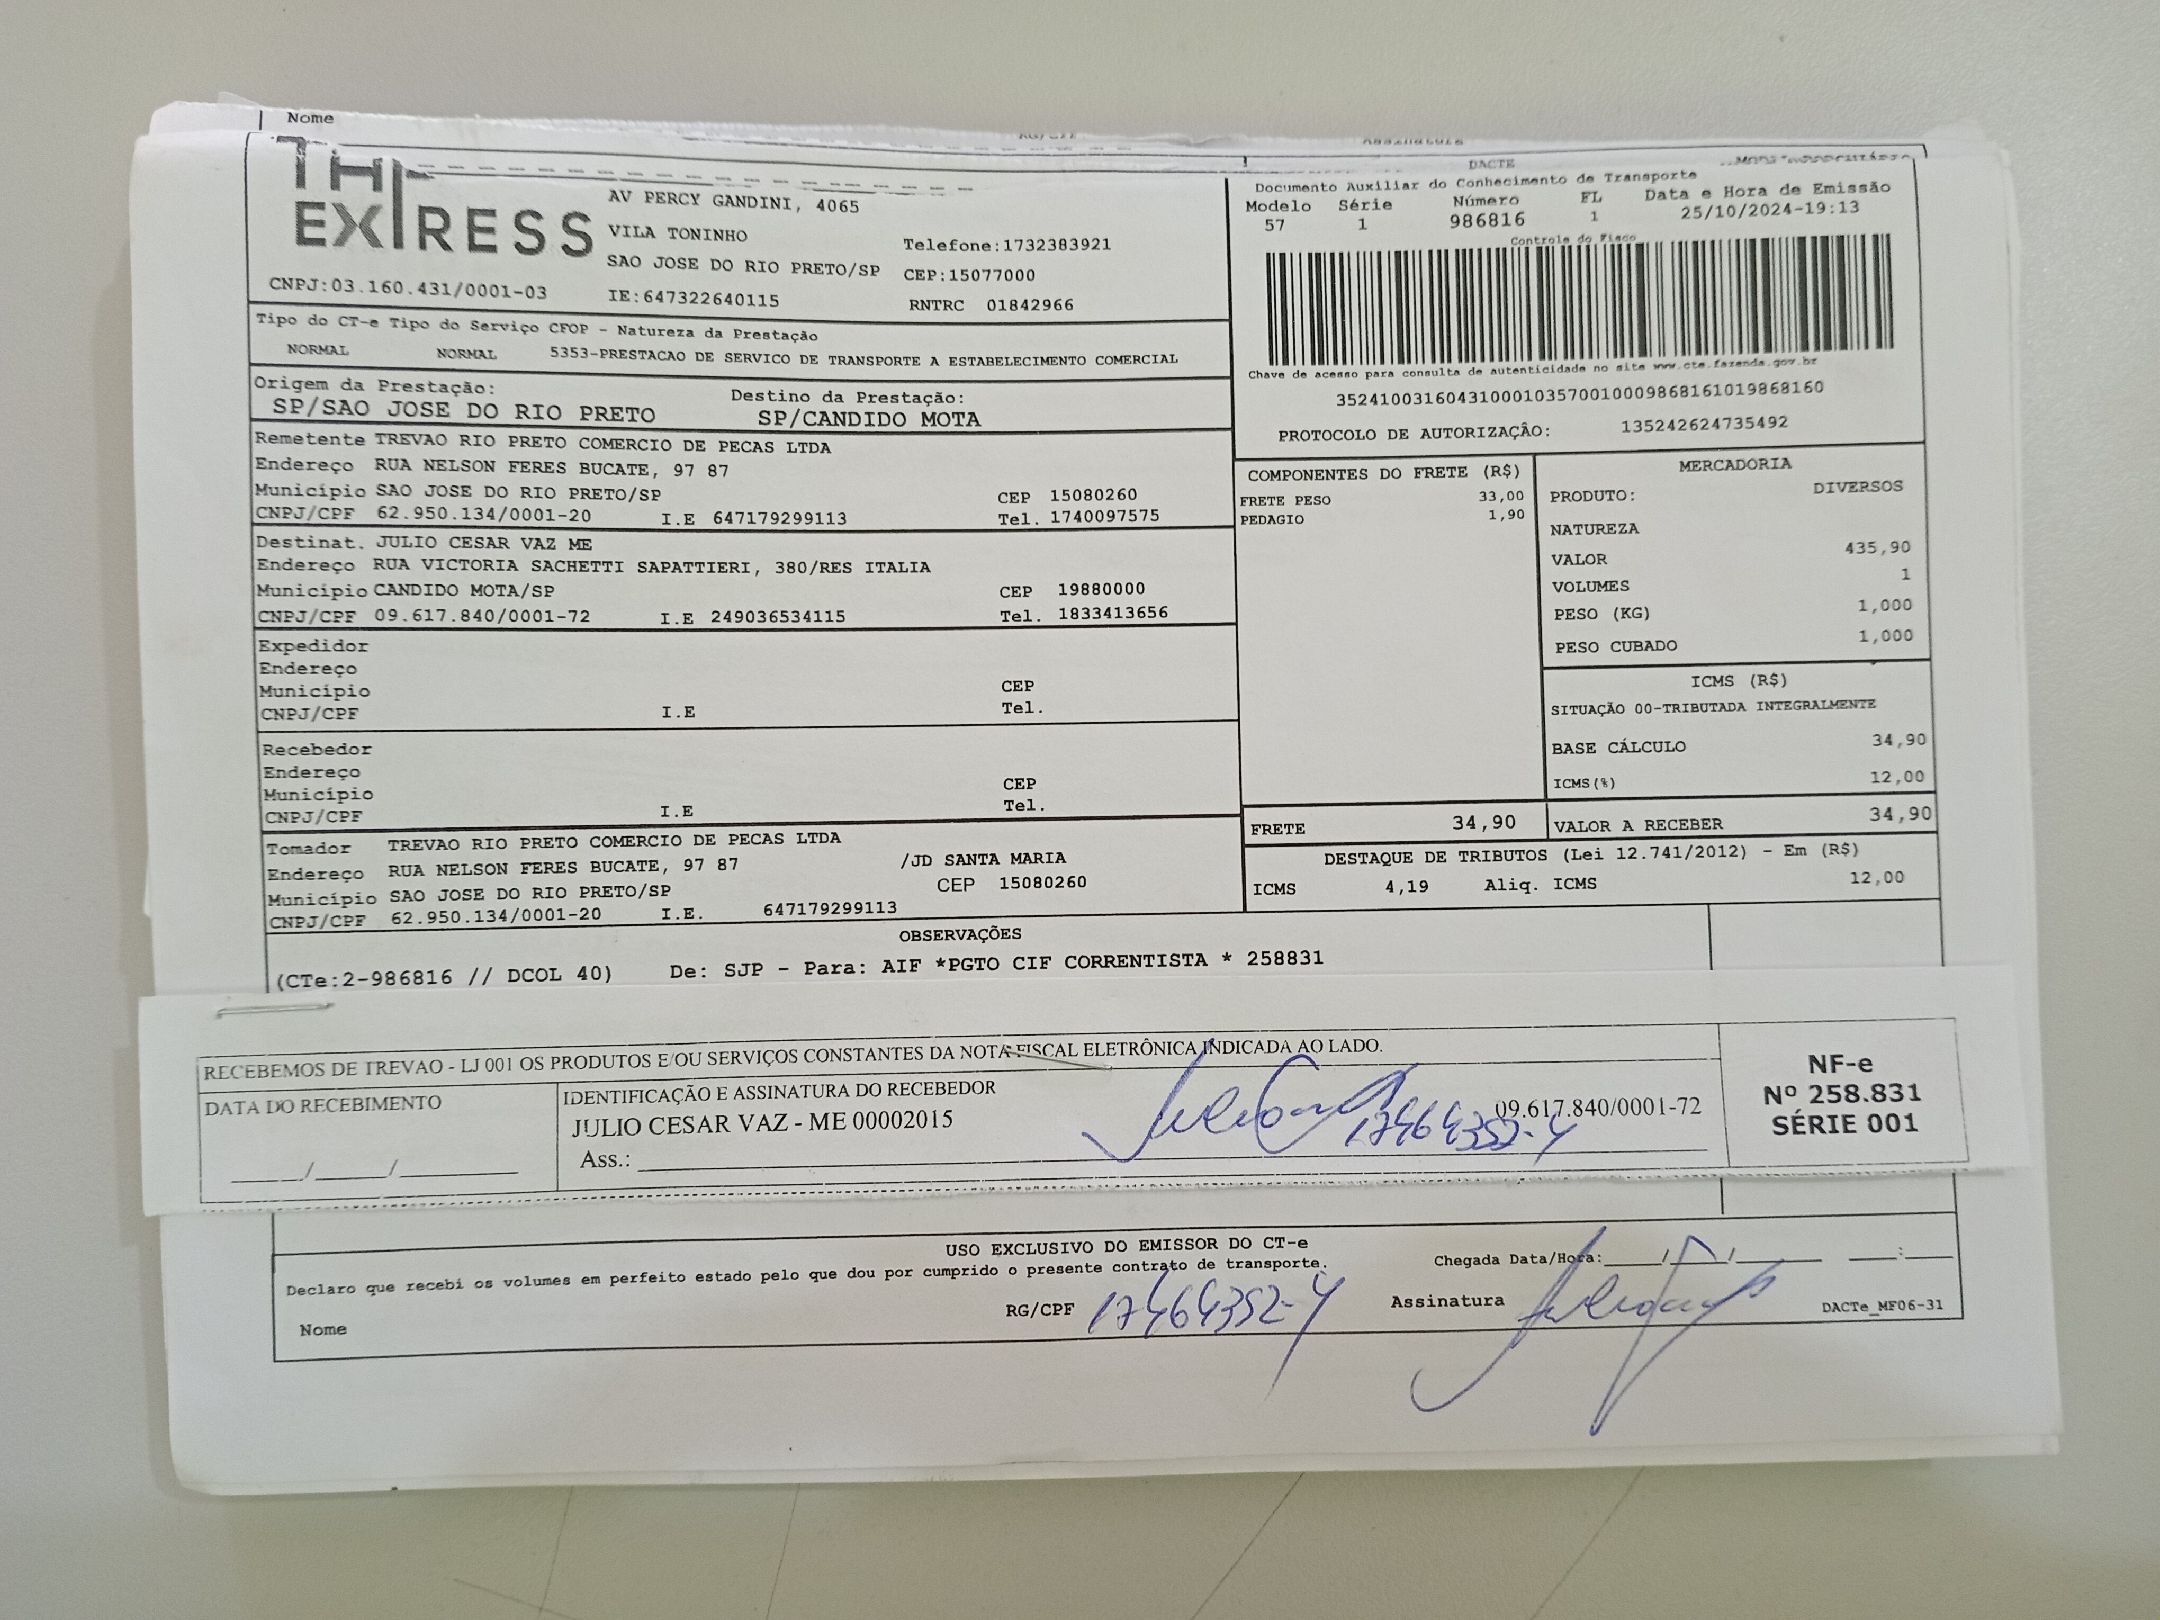 Nome
EXPRESS
CNPJ:03.160.431/0001-03
AV PERCY GANDINI, 4065
VILA TONINHO
SAO JOSE DO RIO PRETO/SP
IE:647322640115
Telefone:1732383921
CEP:15077000
RNTRC 01842966
DACTE
Documento Auxiliar do Conhecimento de Transporte
Modelo Série Número FL Data e Hora de Emissão
57 1 986816 1 25/10/2024-19:13
Controle do Fisco
Chave de acesso para consulta de autenticidade no site www.cte.fazenda.gov.br
35241003160431000103570010009868161019868160
PROTOCOLO DE AUTORIZAÇÃO: 135242624735492
Tipo do CT-e Tipo do Serviço CFOP - Natureza da Prestação
NORMAL NORMAL 5353-PRESTACAO DE SERVICO DE TRANSPORTE A ESTABELECIMENTO COMERCIAL
Origem da Prestação: Destino da Prestação:
SP/SAO JOSE DO RIO PRETO SP/CANDIDO MOTA
Remetente TREVAO RIO PRETO COMERCIO DE PECAS LTDA
Endereço RUA NELSON FERES BUCATE, 97 87
Município SAO JOSE DO RIO PRETO/SP CEP 15080260
CNPJ/CPF 62.950.134/0001-20 I.E 647179299113 Tel. 1740097575
Destinat. JULIO CESAR VAZ ME
Endereço RUA VICTORIA SACHETTI SAPATTIERI, 380/RES ITALIA
Município CANDIDO MOTA/SP CEP 19880000
CNPJ/CPF 09.617.840/0001-72 I.E 249036534115 Tel. 1833413656
Expedidor
Endereço
Município CEP
CNPJ/CPF I.E Tel.
Recebedor
Endereço
Município CEP
CNPJ/CPF I.E Tel.
Tomador TREVAO RIO PRETO COMERCIO DE PECAS LTDA
Endereço RUA NELSON FERES BUCATE, 97 87 /JD SANTA MARIA
Município SAO JOSE DO RIO PRETO/SP CEP 15080260
CNPJ/CPF 62.950.134/0001-20 I.E. 647179299113
COMPONENTES DO FRETE (R$)
FRETE PESO 33,00
PEDAGIO 1,90
MERCADORIA
PRODUTO: DIVERSOS
NATUREZA
VALOR 435,90
VOLUMES 1
PESO (KG) 1,000
PESO CUBADO 1,000
ICMS (R$)
SITUAÇÃO 00-TRIBUTADA INTEGRALMENTE
BASE CÁLCULO 34,90
ICMS(%) 12,00
FRETE 34,90 VALOR A RECEBER 34,90
DESTAQUE DE TRIBUTOS (Lei 12.741/2012) - Em (R$)
ICMS 4,19 Aliq. ICMS 12,00
OBSERVAÇÕES
(CTe:2-986816 // DCOL 40) De: SJP - Para: AIF *PGTO CIF CORRENTISTA * 258831
RECEBEMOS DE TREVAO - LJ 001 OS PRODUTOS E/OU SERVIÇOS CONSTANTES DA NOTA FISCAL ELETRÔNICA INDICADA AO LADO.
DATA DO RECEBIMENTO
___/___/___
IDENTIFICAÇÃO E ASSINATURA DO RECEBEDOR
JULIO CESAR VAZ - ME 00002015 09.617.840/0001-72
17464352-4
Ass.:
NF-e
Nº 258.831
SÉRIE 001
USO EXCLUSIVO DO EMISSOR DO CT-e
Declaro que recebi os volumes em perfeito estado pelo que dou por cumprido o presente contrato de transporte.
Chegada Data/Hora: ___/___/___ ___:___
Nome RG/CPF 17464352-4 Assinatura DACTe_MF06-31